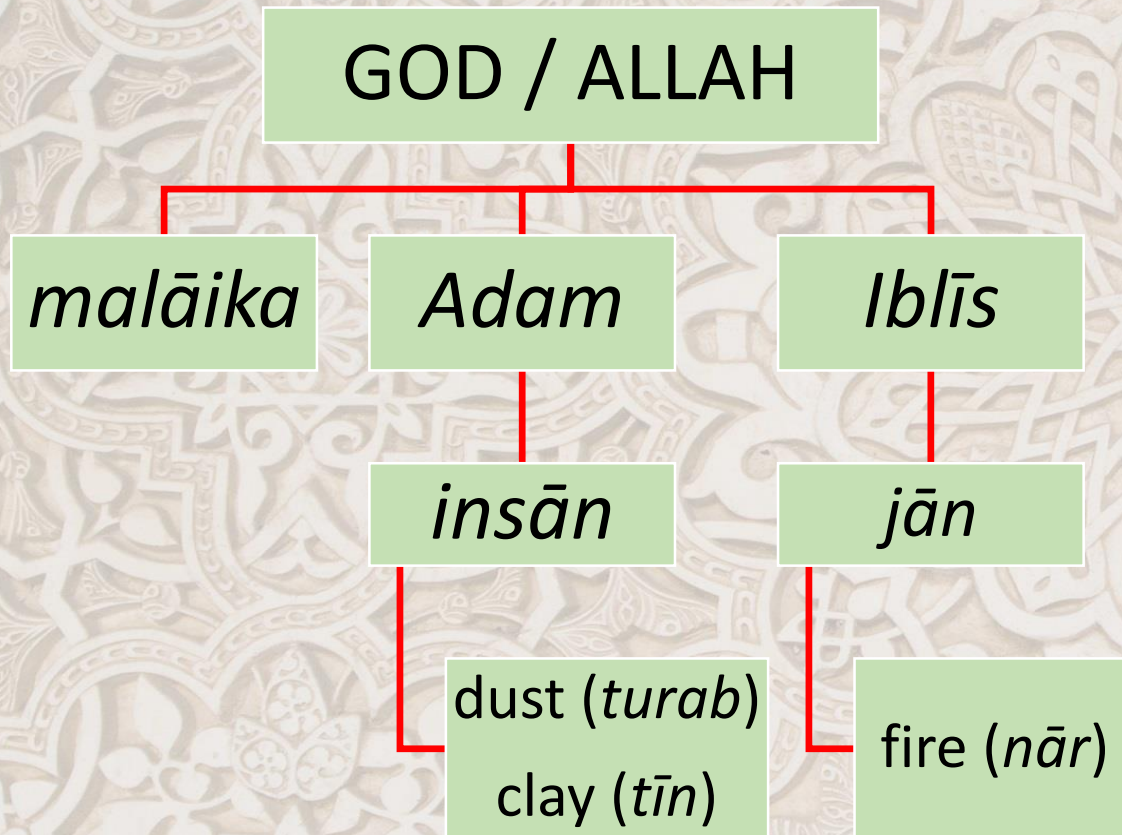 GOD / ALLAH
malāika
Adam
Iblīs
insān
jān
dust (turab)
clay (tīn)
fire (nār)